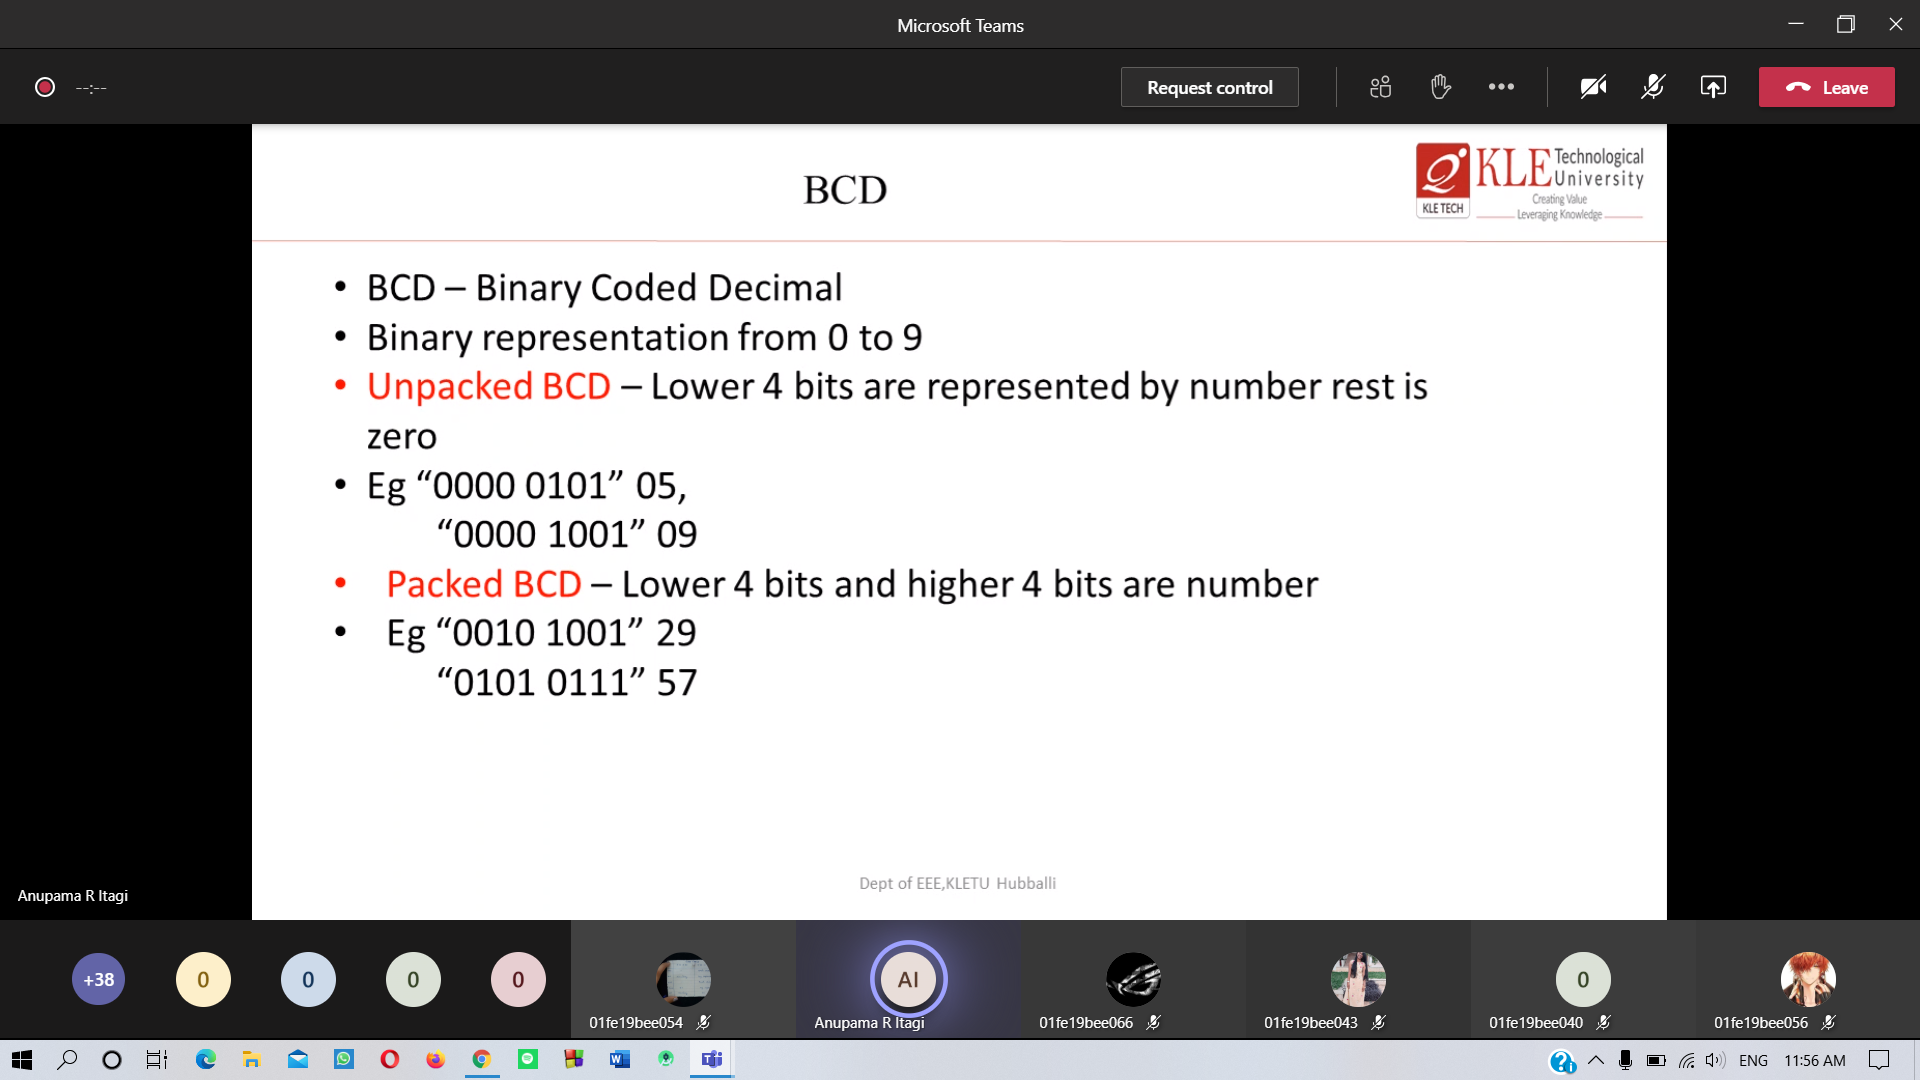 Microsoft Teams
--:--
Request control
Leave
BCD
KLE TECH
KLE Technological University
Creating Value
Leveraging Knowledge
• BCD – Binary Coded Decimal
• Binary representation from 0 to 9
• Unpacked BCD – Lower 4 bits are represented by number rest is
zero
• Eg “0000 0101” 05,
“0000 1001” 09
• Packed BCD – Lower 4 bits and higher 4 bits are number
• Eg “0010 1001” 29
“0101 0111” 57
Dept of EEE,KLETU Hubballi
Anupama R Itagi
+38
0
0
0
0
AI
0
01fe19bee054
Anupama R Itagi
01fe19bee066
01fe19bee043
01fe19bee040
01fe19bee056
ENG
11:56 AM